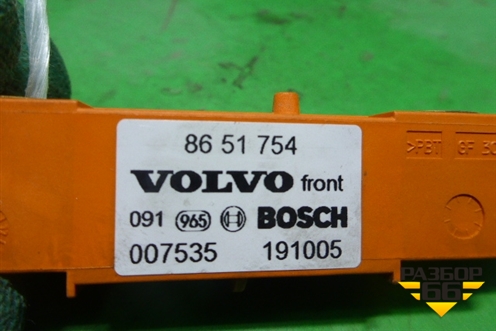 86 51 754
VOLVO front
091 965 BOSCH
007535 191005
>PBT GF 30
РАЗБОР
66